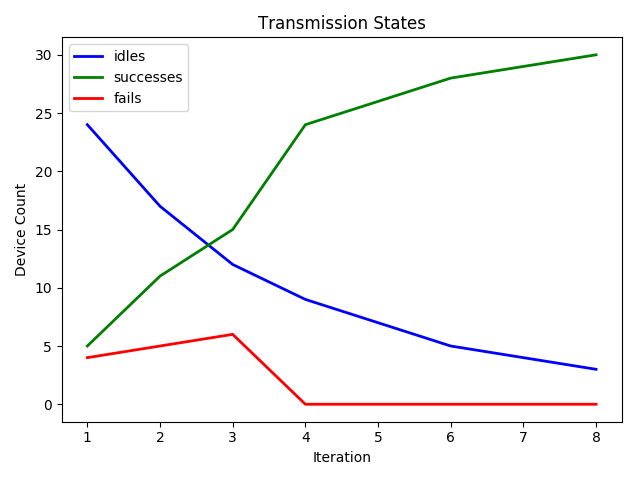 Transmission States
idles
successes
fails
Device Count
30
25
20
15
10
5
0
1 2 3 4 5 6 7 8
Iteration